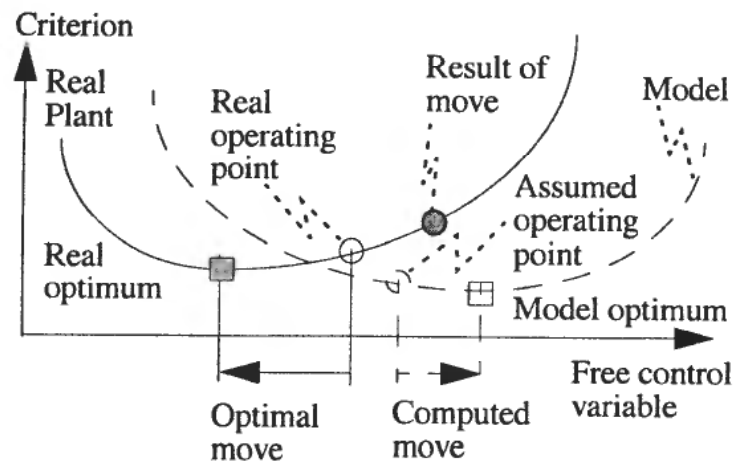 Criterion
Real
Plant
Real
operating
point
Result of
move
Model
Assumed
operating
point
Real
optimum
Model optimum
Free control
variable
Optimal
move
Computed
move